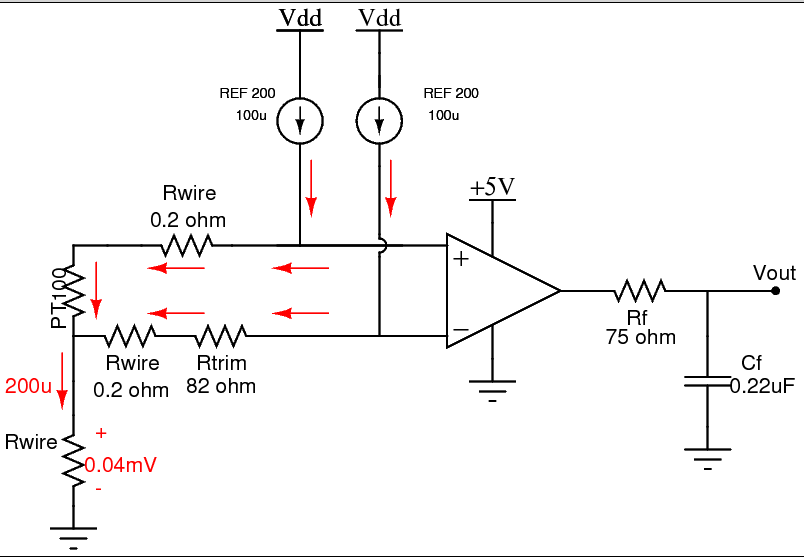 Vdd
Vdd
REF 200
100u
REF 200
100u
Rwire
0.2 ohm
+5V
+
PT100
Vout
Rf
75 ohm
−
Rwire
0.2 ohm
Rtrim
82 ohm
200u
Cf
0.22uF
Rwire
+
0.04mV
-